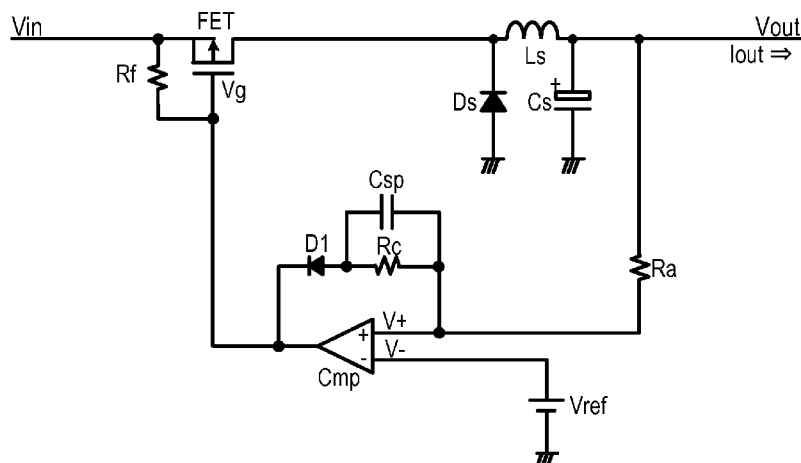 Vin
FET
Vout
Iout ⇒
Rf
Vg
Ls
Ds
+
Cs
Csp
D1
Rc
Ra
V+
+
V-
-
Cmp
Vref